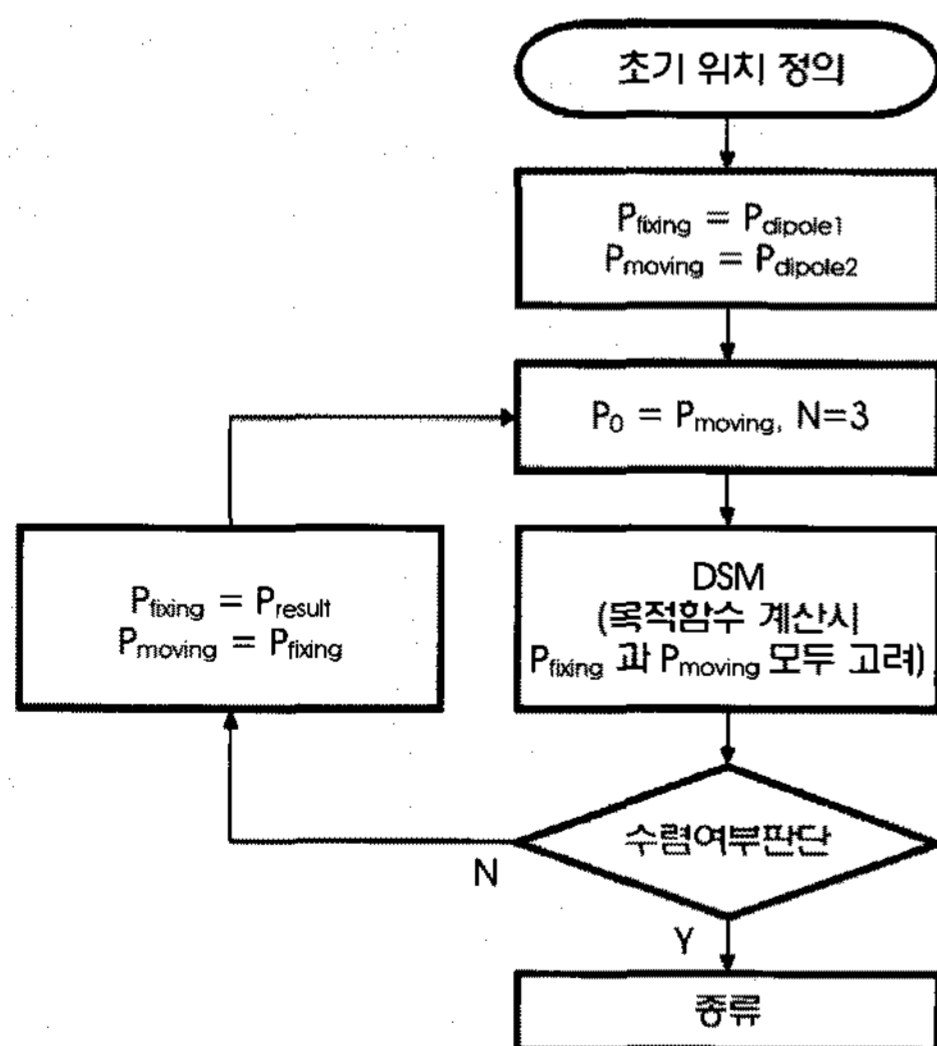 초기 위치 정의
P_fixing = P_dipole1
P_moving = P_dipole2
P_0 = P_moving, N=3
P_fixing = P_result
P_moving = P_fixing
DSM
(목적함수 계산시
P_fixing 과 P_moving 모두 고려)
수렴여부판단
N
Y
종류